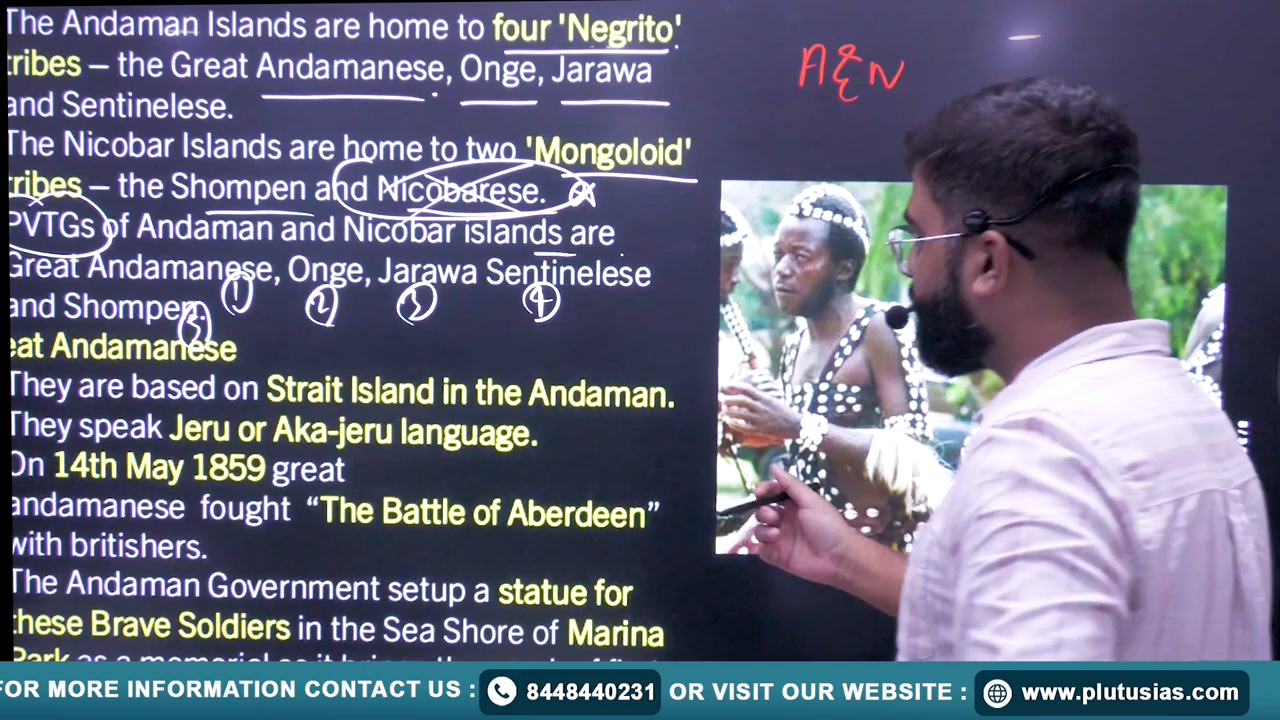 The Andaman Islands are home to four 'Negrito'
tribes – the Great Andamanese, Onge, Jarawa
and Sentinelese.
The Nicobar Islands are home to two 'Mongoloid'
tribes – the Shompen and Nicobarese.
PVTGs of Andaman and Nicobar islands are
Great Andamanese, Onge, Jarawa Sentinelese
and Shompen.
1 2 3 4
5
eat Andamanese
They are based on Strait Island in the Andaman.
They speak Jeru or Aka-jeru language.
On 14th May 1859 great
andamanese fought “The Battle of Aberdeen”
with britishers.
The Andaman Government setup a statue for
these Brave Soldiers in the Sea Shore of Marina
Park as a memorial
A&N
FOR MORE INFORMATION CONTACT US : 8448440231 OR VISIT OUR WEBSITE : www.plutusias.com